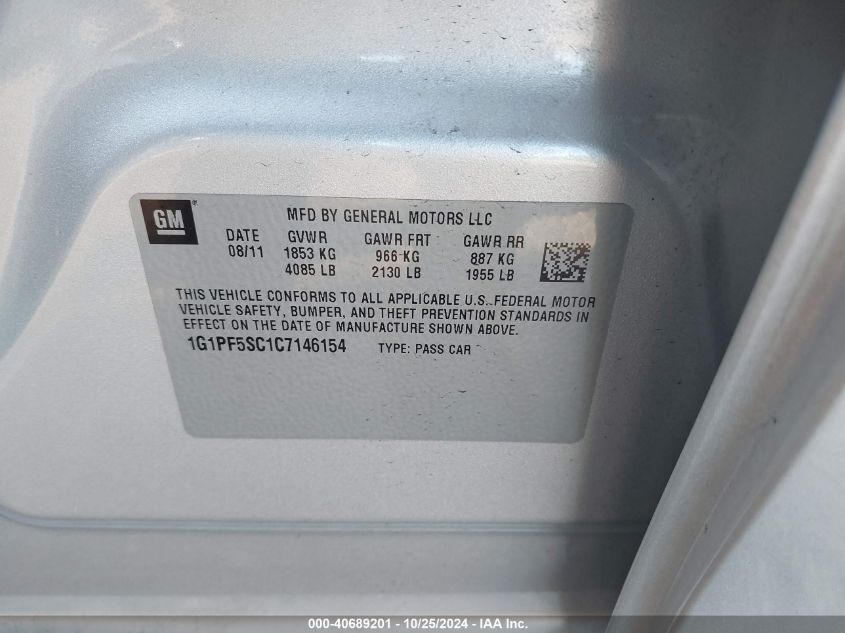 GM ®
MFD BY GENERAL MOTORS LLC
DATE GVWR GAWR FRT GAWR RR
08/11 1853 KG 966 KG 887 KG
4085 LB 2130 LB 1955 LB
THIS VEHICLE CONFORMS TO ALL APPLICABLE U.S. FEDERAL MOTOR
VEHICLE SAFETY, BUMPER, AND THEFT PREVENTION STANDARDS IN
EFFECT ON THE DATE OF MANUFACTURE SHOWN ABOVE.
1G1PF5SC1C7146154 TYPE: PASS CAR
000-40689201 - 10/25/2024 - IAA Inc.